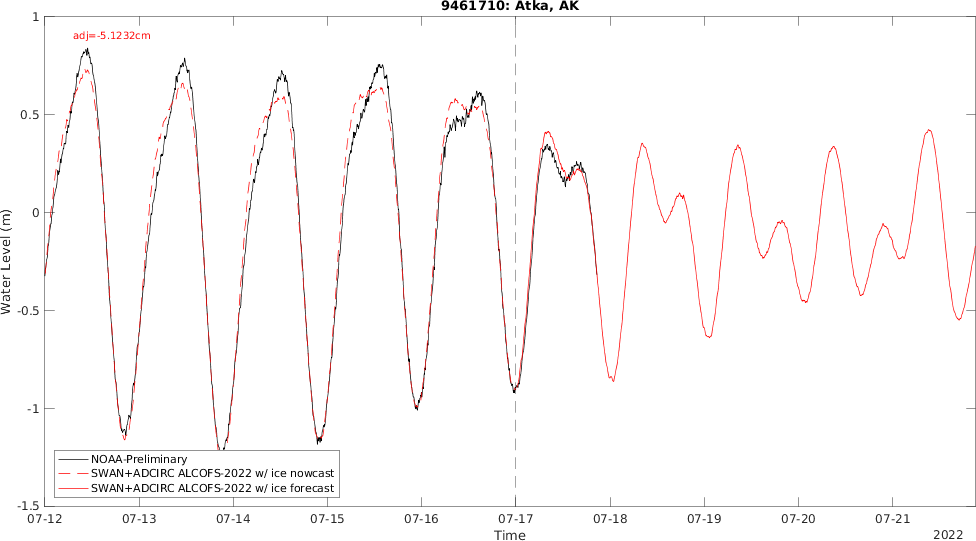 9461710: Atka, AK
adj=-5.1232cm
1
0.5
0
-0.5
-1
-1.5
Water Level (m)
NOAA-Preliminary
SWAN+ADCIRC ALCOFS-2022 w/ ice nowcast
SWAN+ADCIRC ALCOFS-2022 w/ ice forecast
07-12 07-13 07-14 07-15 07-16 07-17 07-18 07-19 07-20 07-21
Time
2022